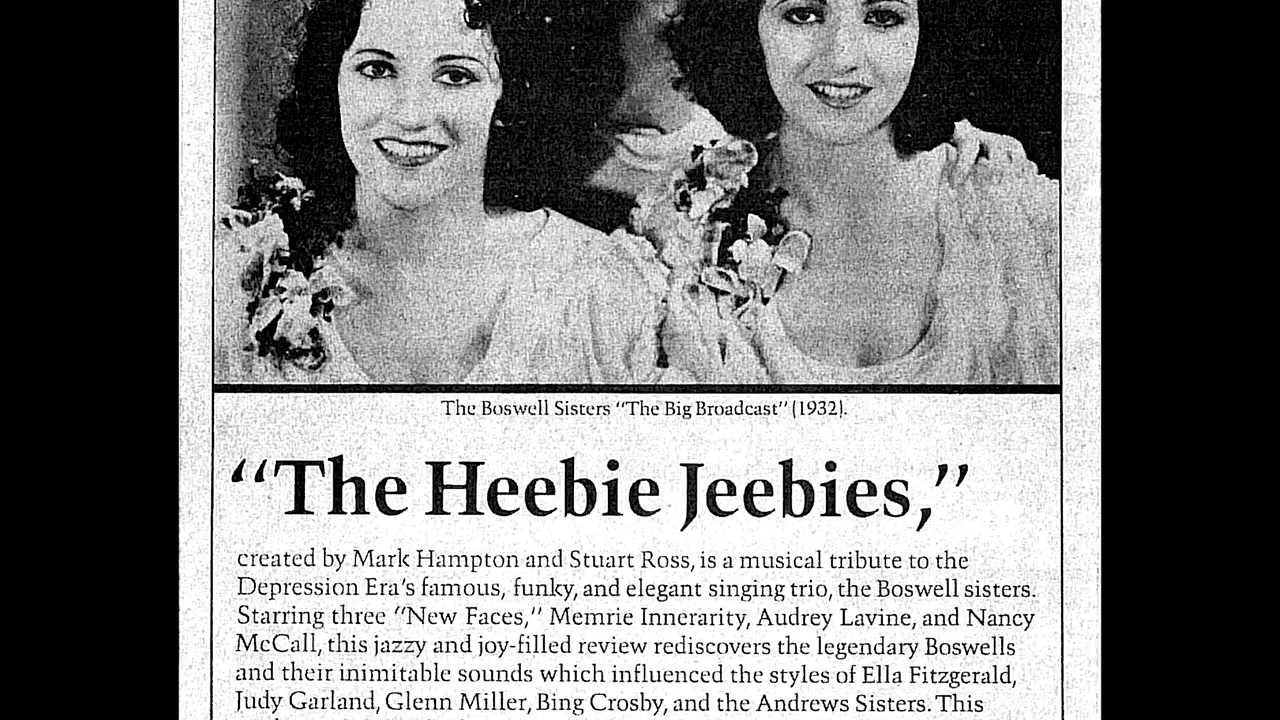 The Boswell Sisters "The Big Broadcast" (1932).
"The Heebie Jeebies,"
created by Mark Hampton and Stuart Ross, is a musical tribute to the
Depression Era's famous, funky, and elegant singing trio, the Boswell sisters.
Starring three "New Faces," Memrie Innerarity, Audrey Lavine, and Nancy
McCall, this jazzy and joy-filled review rediscovers the legendary Boswells
and their inimitable sounds which influenced the styles of Ella Fitzgerald,
Judy Garland, Glenn Miller, Bing Crosby, and the Andrews Sisters. This